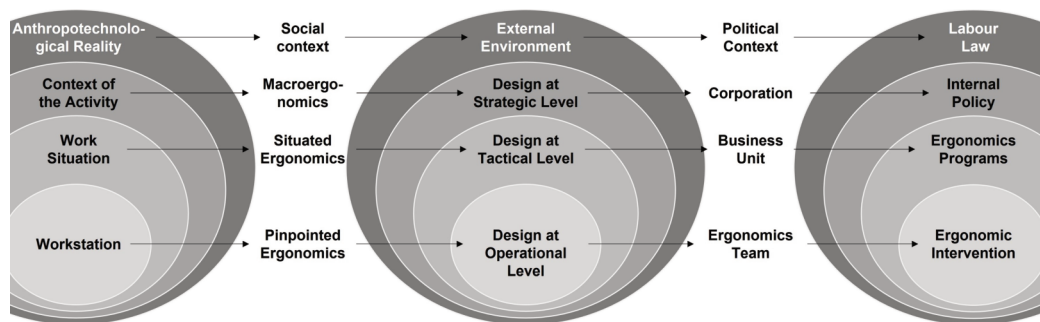 Anthropotechnolo-
gical Reality
Social
context
External
Environment
Political
Context
Labour
Law
Context of
the Activity
Macroergo-
nomics
Design at
Strategic Level
Corporation
Internal
Policy
Work
Situation
Situated
Ergonomics
Design at
Tactical Level
Business
Unit
Ergonomics
Programs
Workstation
Pinpointed
Ergonomics
Design at
Operational
Level
Ergonomics
Team
Ergonomic
Intervention